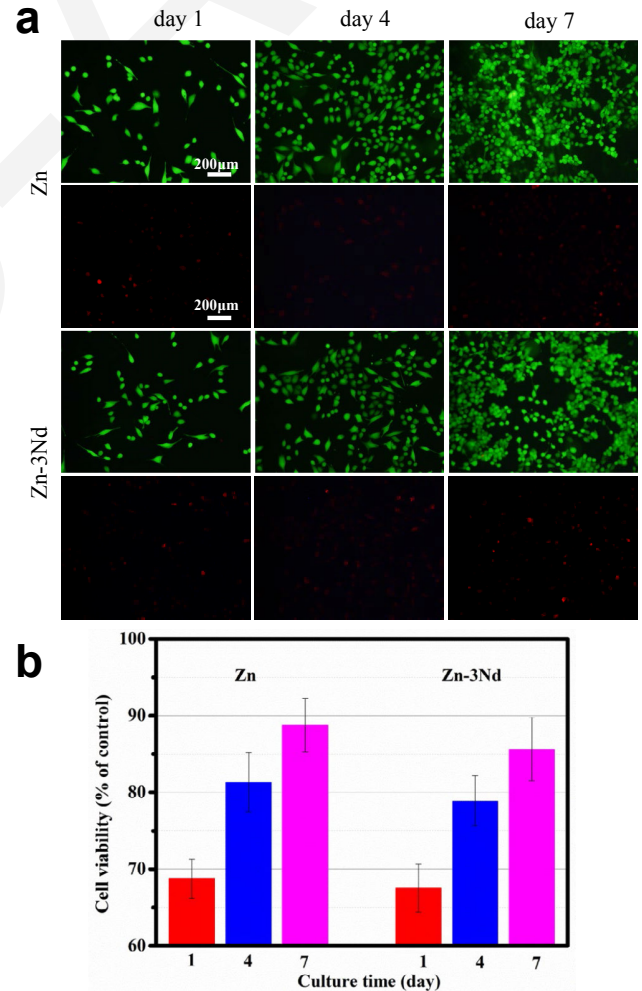 a
day 1 day 4 day 7
Zn
200μm
200μm
Zn-3Nd
b
Cell viability (% of control)
100
90
80
70
60
Zn Zn-3Nd
1 4 7 1 4 7
Culture time (day)